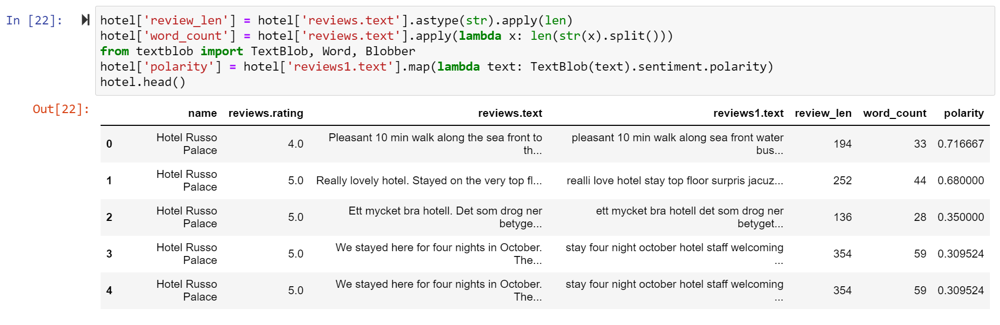 In [22]:
hotel['review_len'] = hotel['reviews.text'].astype(str).apply(len)
hotel['word_count'] = hotel['reviews.text'].apply(lambda x: len(str(x).split()))
from textblob import TextBlob, Word, Blobber
hotel['polarity'] = hotel['reviews1.text'].map(lambda text: TextBlob(text).sentiment.polarity)
hotel.head()
Out[22]:
name reviews.rating reviews.text reviews1.text review_len word_count polarity
0 Hotel Russo Palace 4.0 Pleasant 10 min walk along the sea front to th... pleasant 10 min walk along sea front water bus... 194 33 0.716667
1 Hotel Russo Palace 5.0 Really lovely hotel. Stayed on the very top fl... realli love hotel stay top floor surpris jacuz... 252 44 0.680000
2 Hotel Russo Palace 5.0 Ett mycket bra hotell. Det som drog ner betyge... ett mycket bra hotell det som drog ner betyget... 136 28 0.350000
3 Hotel Russo Palace 5.0 We stayed here for four nights in October. The... stay four night october hotel staff welcoming ... 354 59 0.309524
4 Hotel Russo Palace 5.0 We stayed here for four nights in October. The... stay four night october hotel staff welcoming ... 354 59 0.309524